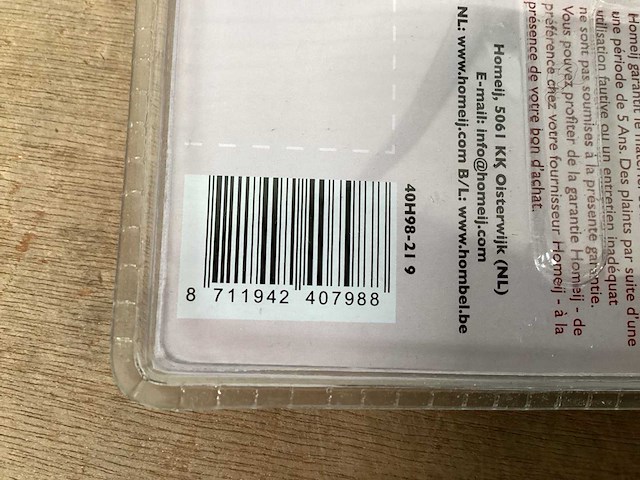 Homeij garantit le
une période de 5 Ans. Des plaints par suite d'une
utilisation fautive ou un entretien inadéquat
ne sont pas soumises à la présente garantie.
Vous pouvez profiter de la garantie Homeij - de
préférence chez votre fournisseur Homeij - à la
présence de votre bon d'achat.
Homeij, 5061 KK Oisterwijk (NL)
E-mail: info@homeij.com
NL: www.homeij.com B/L: www.hombel.be
40H98-21 9
8 711942 407988